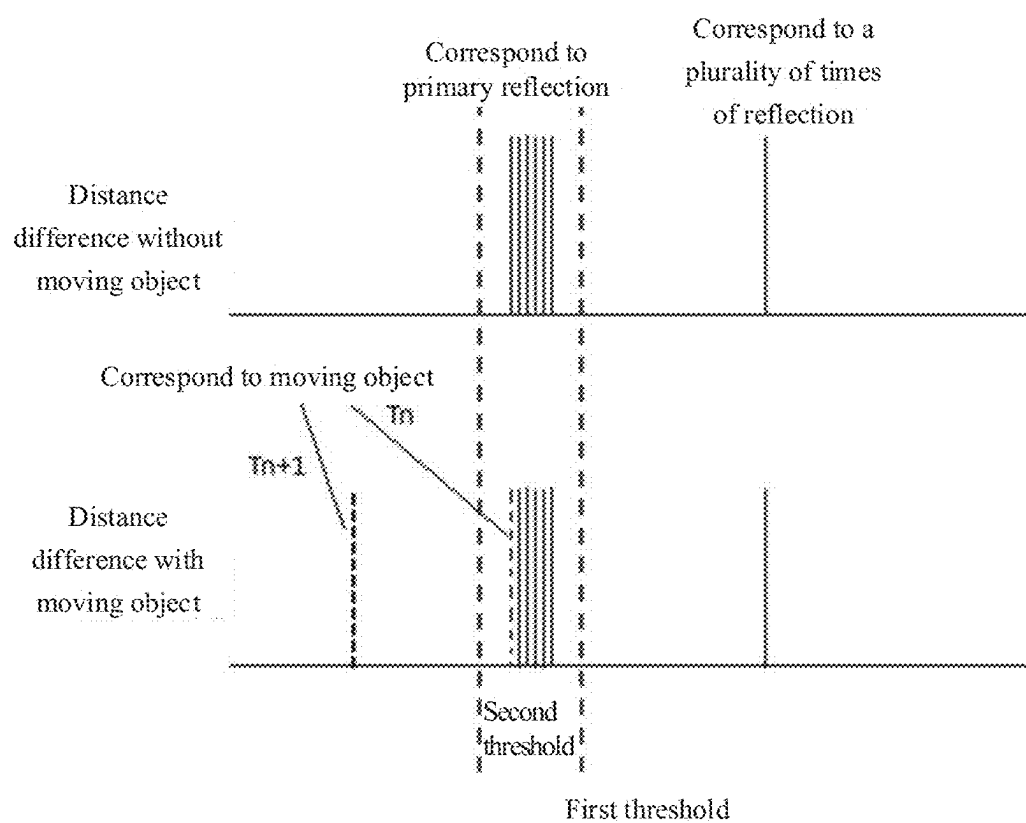 Correspond to
primary reflection
Correspond to a
plurality of times
of reflection
Distance
difference without
moving object
Correspond to moving object
Tn
Tn+1
Distance
difference with
moving object
Second
threshold
First threshold